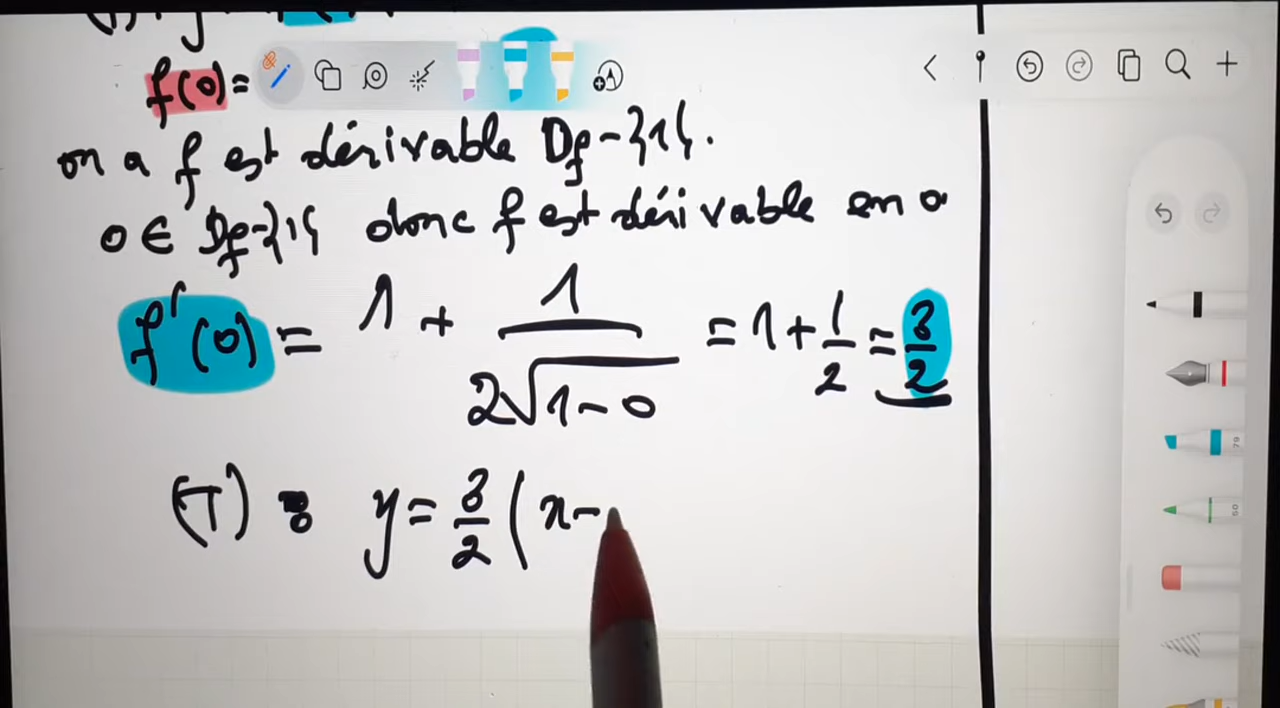 f(0)=
on a f est dérivable Df-}1{.
0 ∈ Df-}1{ donc f est dérivable en 0
f'(0) = 1 + 1/(2√(1-0)) = 1 + 1/2 = 3/2
(T) : y = 3/2 (x-